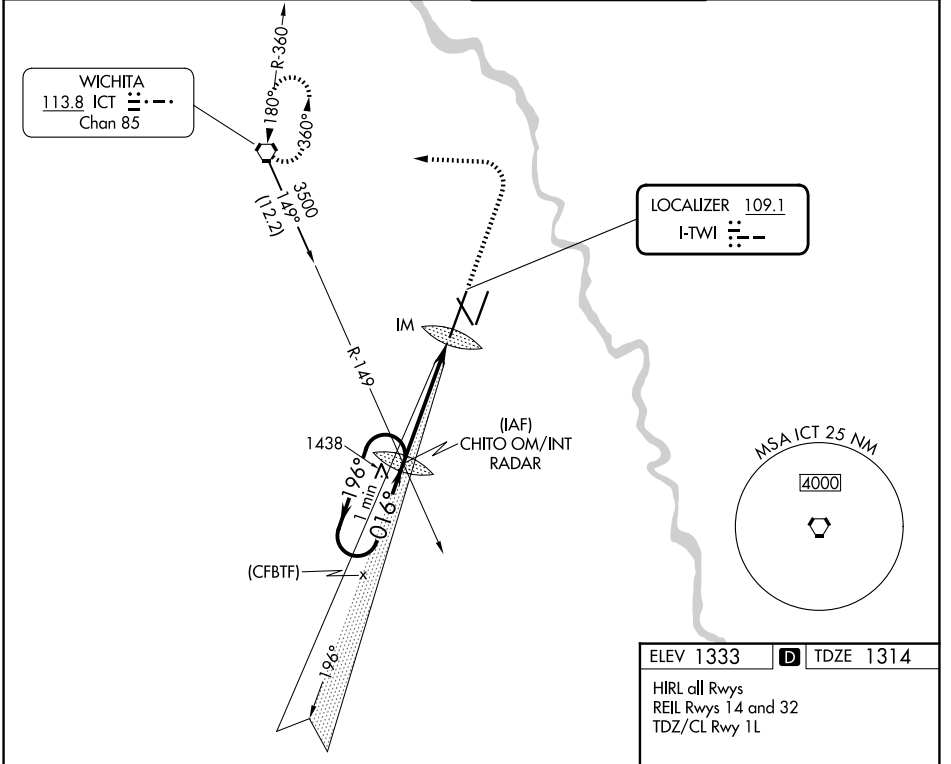 WICHITA
113.8 ICT
Chan 85
R-360
180°
360°
3500
149°
(12.2)
R-149
LOCALIZER 109.1
I-TWI
IM
(IAF)
CHITO OM/INT
RADAR
1438
196°
1 min
016°
(CFBTF)
x
196°
MSA ICT 25 NM
4000
ELEV 1333 D TDZE 1314
HIRL all Rwys
REIL Rwys 14 and 32
TDZ/CL Rwy 1L